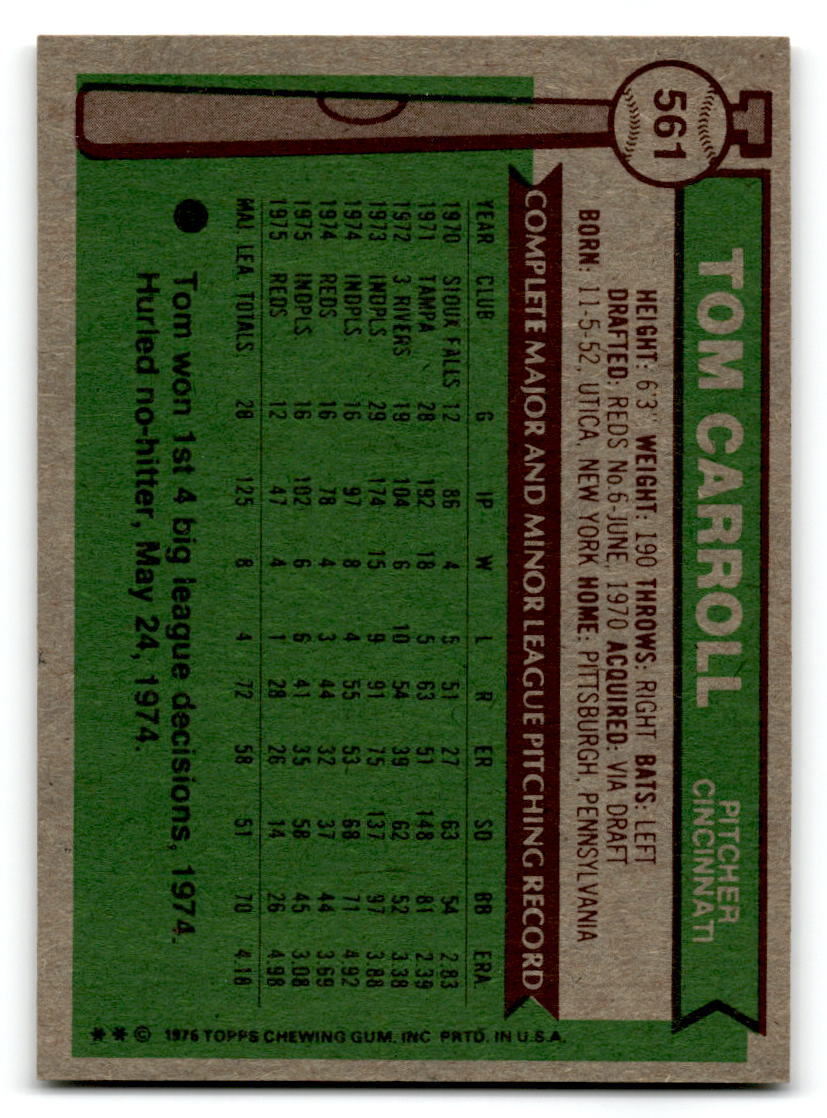 561
TOM CARROLL
PITCHER
CINCINNATI
HEIGHT: 6'3" WEIGHT: 190 THROWS: RIGHT BATS: LEFT
DRAFTED: REDS No.6-JUNE, 1970 ACQUIRED: VIA DRAFT
BORN: 11-5-52, UTICA, NEW YORK HOME: PITTSBURGH, PENNSYLVANIA
COMPLETE MAJOR AND MINOR LEAGUE PITCHING RECORD
YEAR CLUB G IP W L R ER SO BB ERA
1970 SIOUX FALLS 12 86 4 5 51 27 63 54 2.83
1971 TAMPA 28 192 18 5 63 51 148 81 2.39
1972 3 RIVERS 19 104 6 10 54 39 62 52 3.38
1973 INDPLS. 29 174 15 9 91 75 137 97 3.88
1974 INDPLS 16 97 8 4 55 53 68 71 4.92
1974 REDS 16 78 4 3 44 32 37 44 3.69
1975 INDPLS. 16 102 6 6 41 35 58 45 3.08
1975 REDS 12 47 4 1 28 26 14 26 4.98
MAJ. LEA. TOTALS 28 125 8 4 72 58 51 70 4.18
● Tom won 1st 4 big league decisions, 1974.
Hurled no-hitter, May 24, 1974.
** © 1976 TOPPS CHEWING GUM, INC PRTD. IN U.S.A.